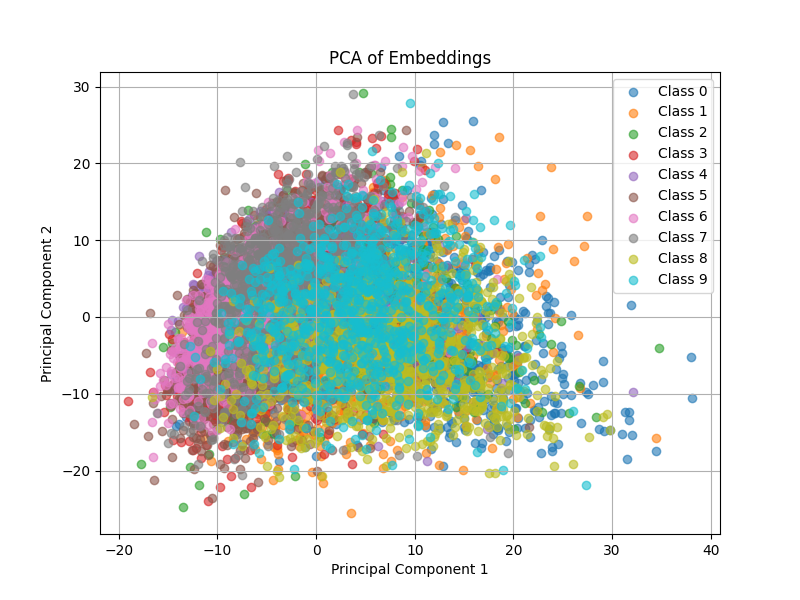 PCA of Embeddings
Class 0
Class 1
Class 2
Class 3
Class 4
Class 5
Class 6
Class 7
Class 8
Class 9
30
20
10
0
−10
−20
Principal Component 2
−20 −10 0 10 20 30 40
Principal Component 1